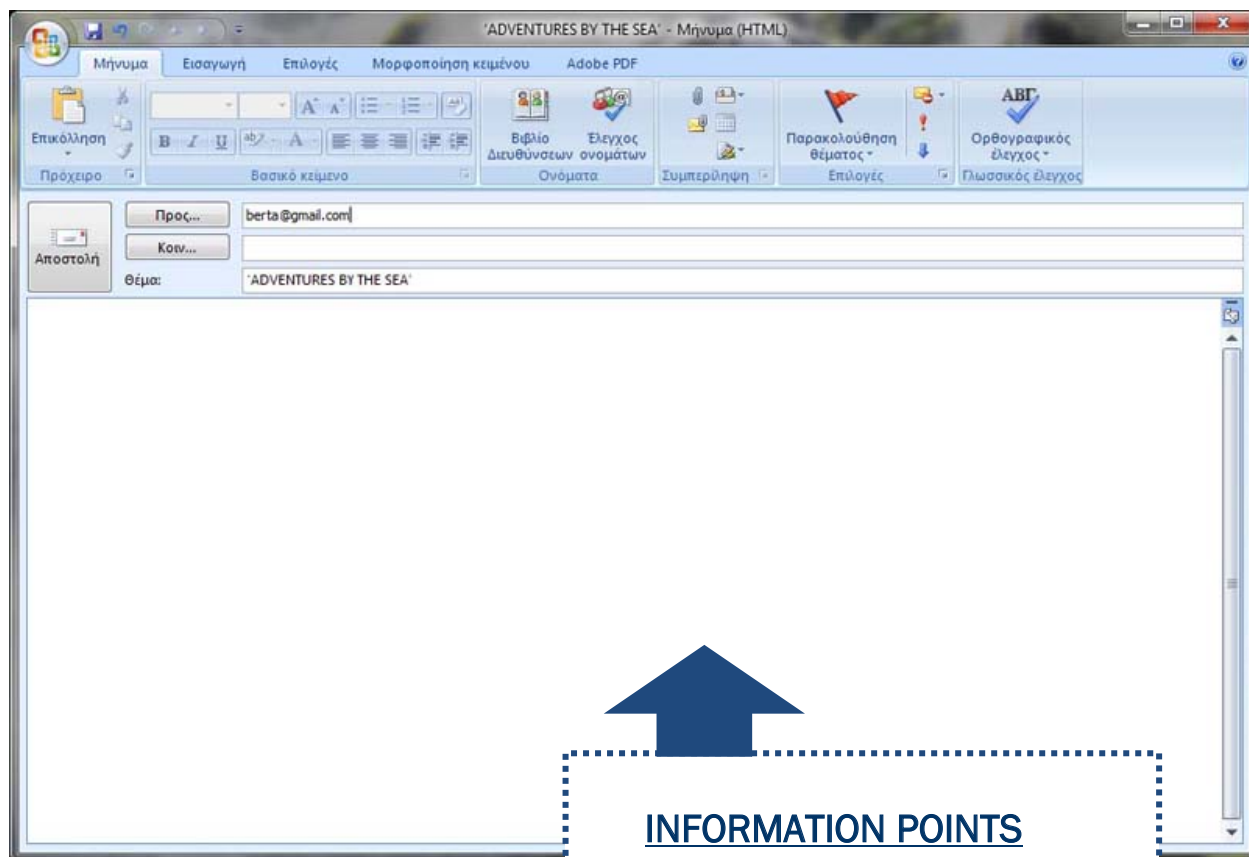 'ADVENTURES BY THE SEA' - Μήνυμα (HTML)
Μήνυμα Εισαγωγή Επιλογές Μορφοποίηση κειμένου Adobe PDF
Επικόλληση
Πρόχειρο
B I U
Βασικό κείμενο
Βιβλίο Διευθύνσεων
Έλεγχος ονομάτων
Ονόματα
Συμπερίληψη
Παρακολούθηση θέματος
Επιλογές
ΑΒΓ
Ορθογραφικός έλεγχος
Γλωσσικός έλεγχος
Αποστολή
Προς... berta@gmail.com
Κοιν...
Θέμα: 'ADVENTURES BY THE SEA'
INFORMATION POINTS